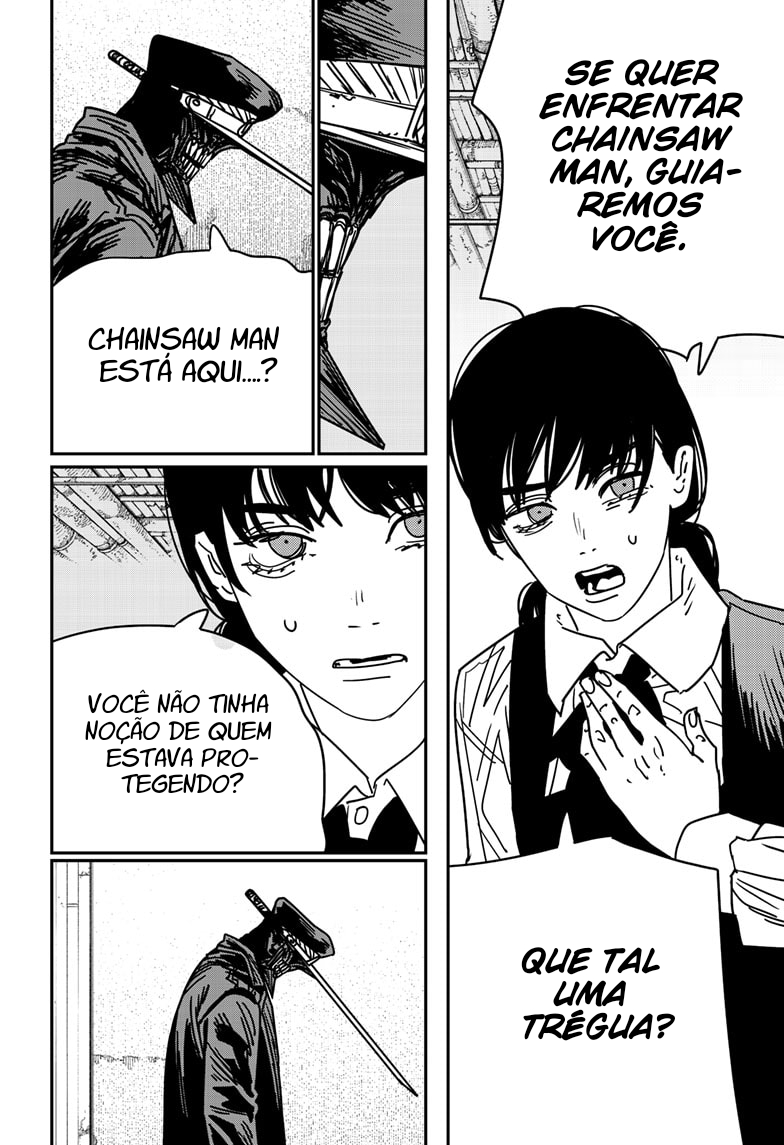 SE QUER
ENFRENTAR
CHAINSAW
MAN, GUIA-
REMOS
VOCÊ.
QUE TAL
UMA
TRÉGUA?
CHAINSAW MAN
ESTÁ AQUI....?
VOCÊ NÃO TINHA
NOÇÃO DE QUEM
ESTAVA PRO-
TEGENDO?